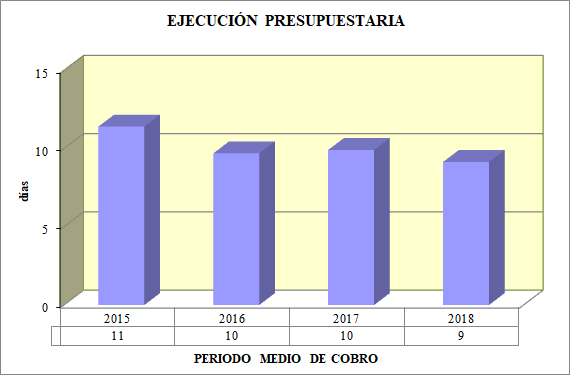 EJECUCIÓN PRESUPUESTARIA
15
10
5
0
días
2015 2016 2017 2018
11 10 10 9
PERIODO MEDIO DE COBRO